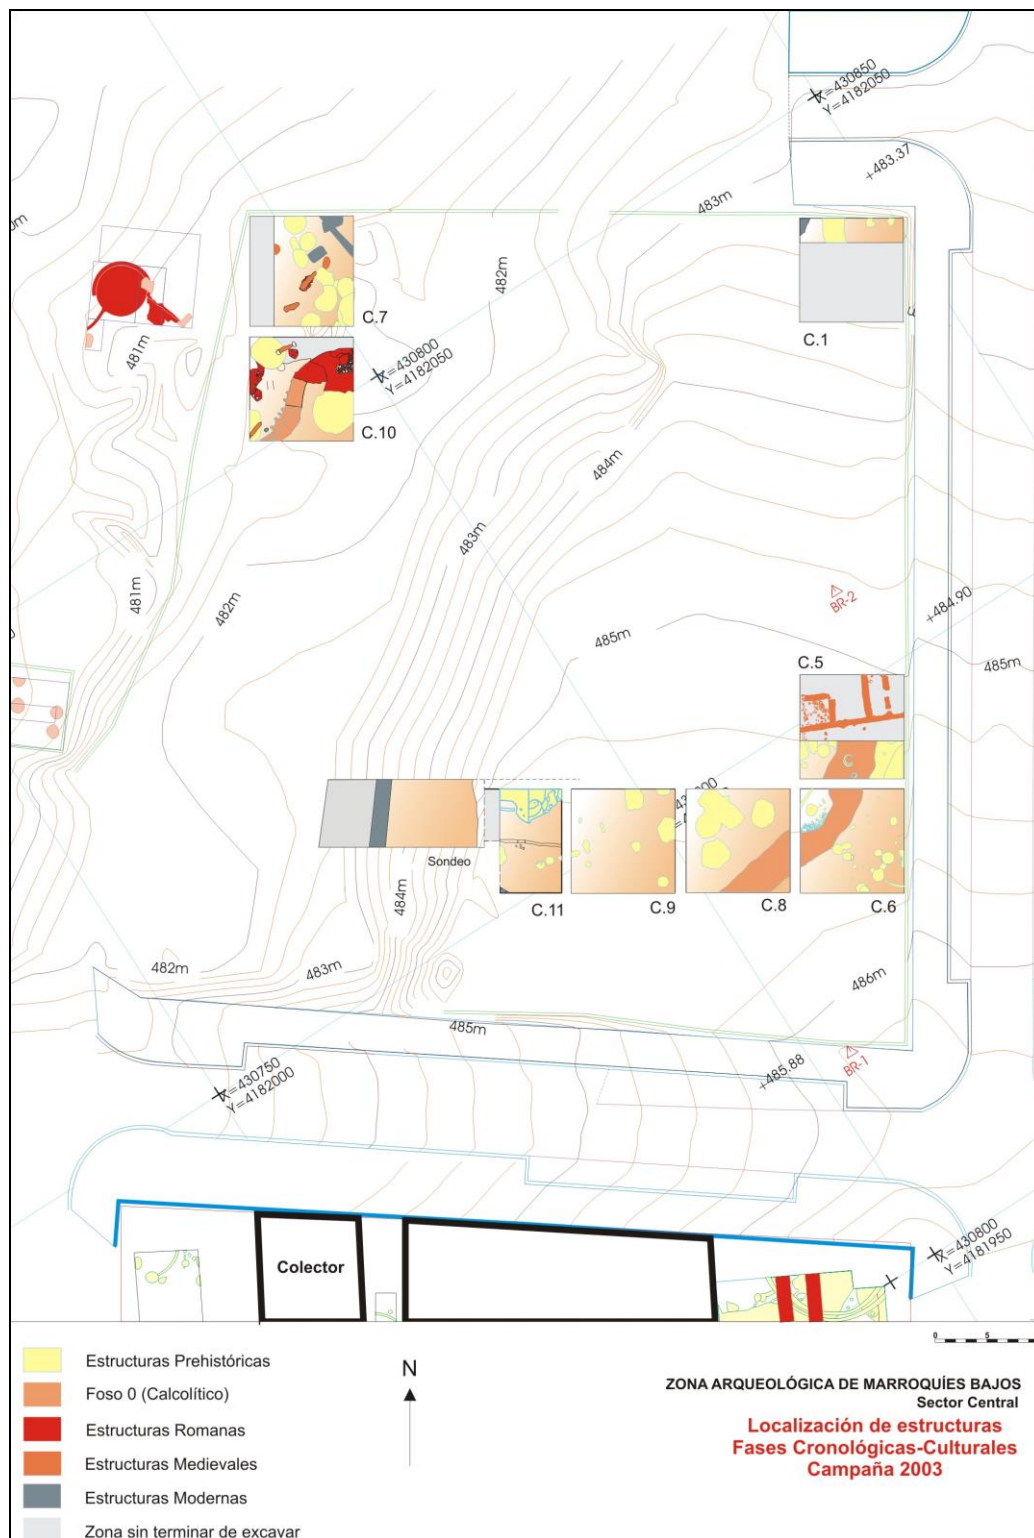 X=430850
Y=4182050
+483.37
483m
482m
C.7
C.1
481m
X=430800
Y=4182050
C.10
484m
483m
481m
482m
BR-2
+484.90
485m
485m
C.5
Sondeo
484m
C.11
C.9
C.8
C.6
482m
483m
486m
485m
BR-1
+485.88
X=430750
Y=4182000
X=430800
Y=4181950
Colector
0 5
Estructuras Prehistóricas
Foso 0 (Calcolítico)
Estructuras Romanas
Estructuras Medievales
Estructuras Modernas
Zona sin terminar de excavar
N
ZONA ARQUEOLÓGICA DE MARROQUÍES BAJOS
Sector Central
Localización de estructuras
Fases Cronológicas-Culturales
Campaña 2003